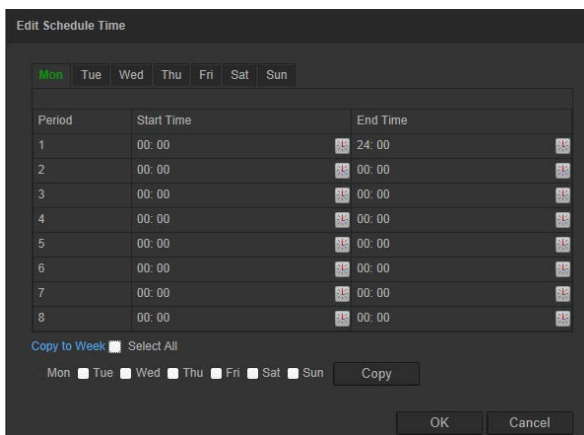 Edit Schedule Time
Mon Tue Wed Thu Fri Sat Sun
Period Start Time End Time
1 00: 00 24: 00
2 00: 00 00: 00
3 00: 00 00: 00
4 00: 00 00: 00
5 00: 00 00: 00
6 00: 00 00: 00
7 00: 00 00: 00
8 00: 00 00: 00
Copy to Week Select All
Mon Tue Wed Thu Fri Sat Sun Copy
OK Cancel